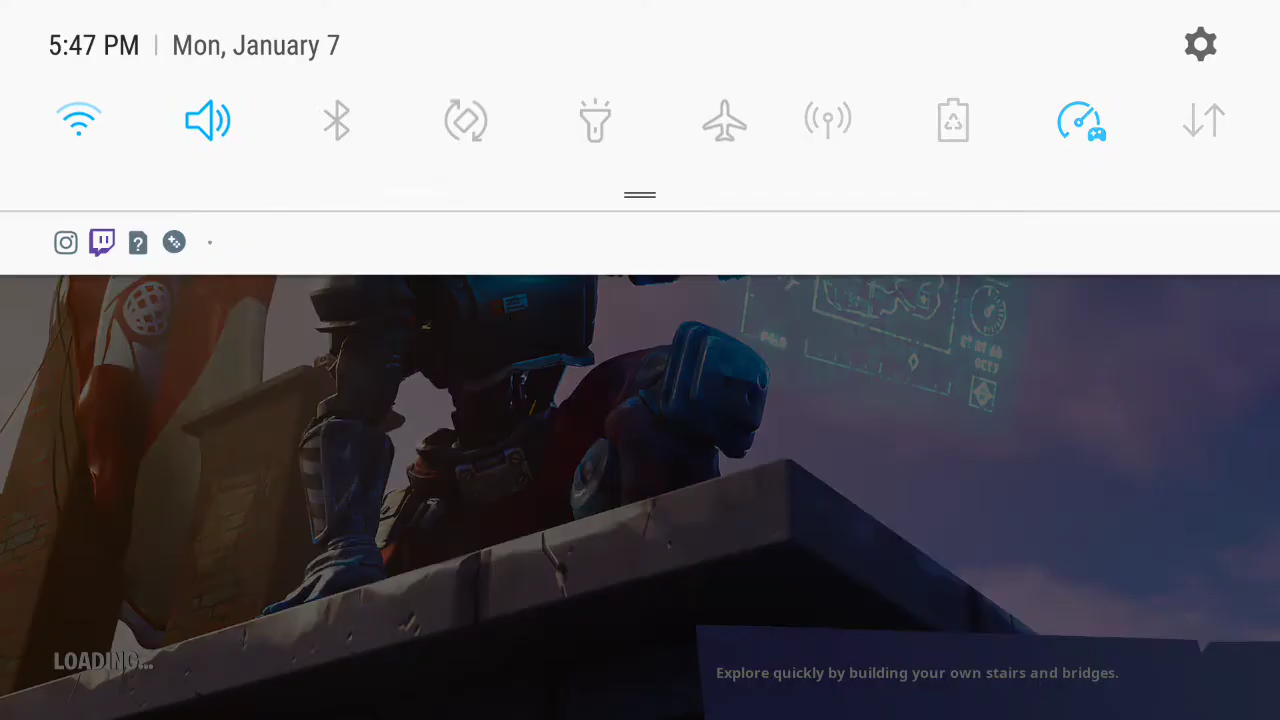 5:47 PM | Mon, January 7
LOADING...
Explore quickly by building your own stairs and bridges.